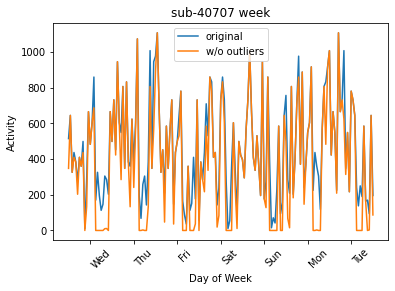 sub-40707 week
original
w/o outliers
Activity
1000
800
600
400
200
0
Wed
Thu
Fri
Sat
Sun
Mon
Tue
Day of Week